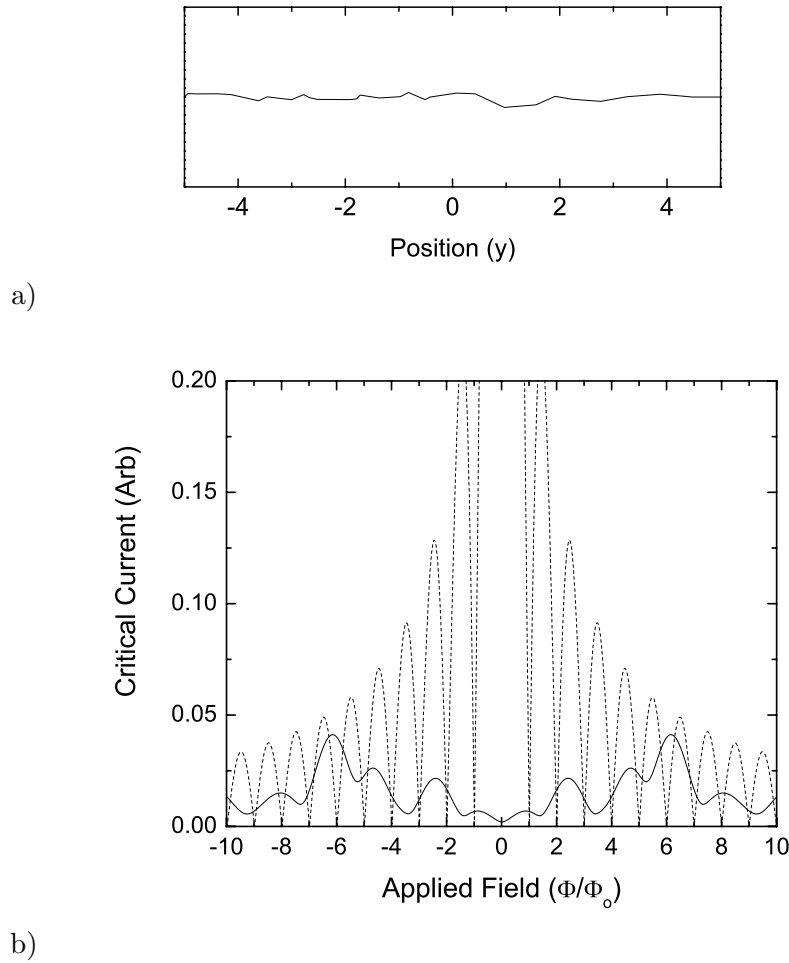 -4 -2 0 2 4
Position (y)
a)
0.20
0.15
0.10
0.05
0.00
Critical Current (Arb)
-10 -8 -6 -4 -2 0 2 4 6 8 10
Applied Field (Φ/Φo)
b)